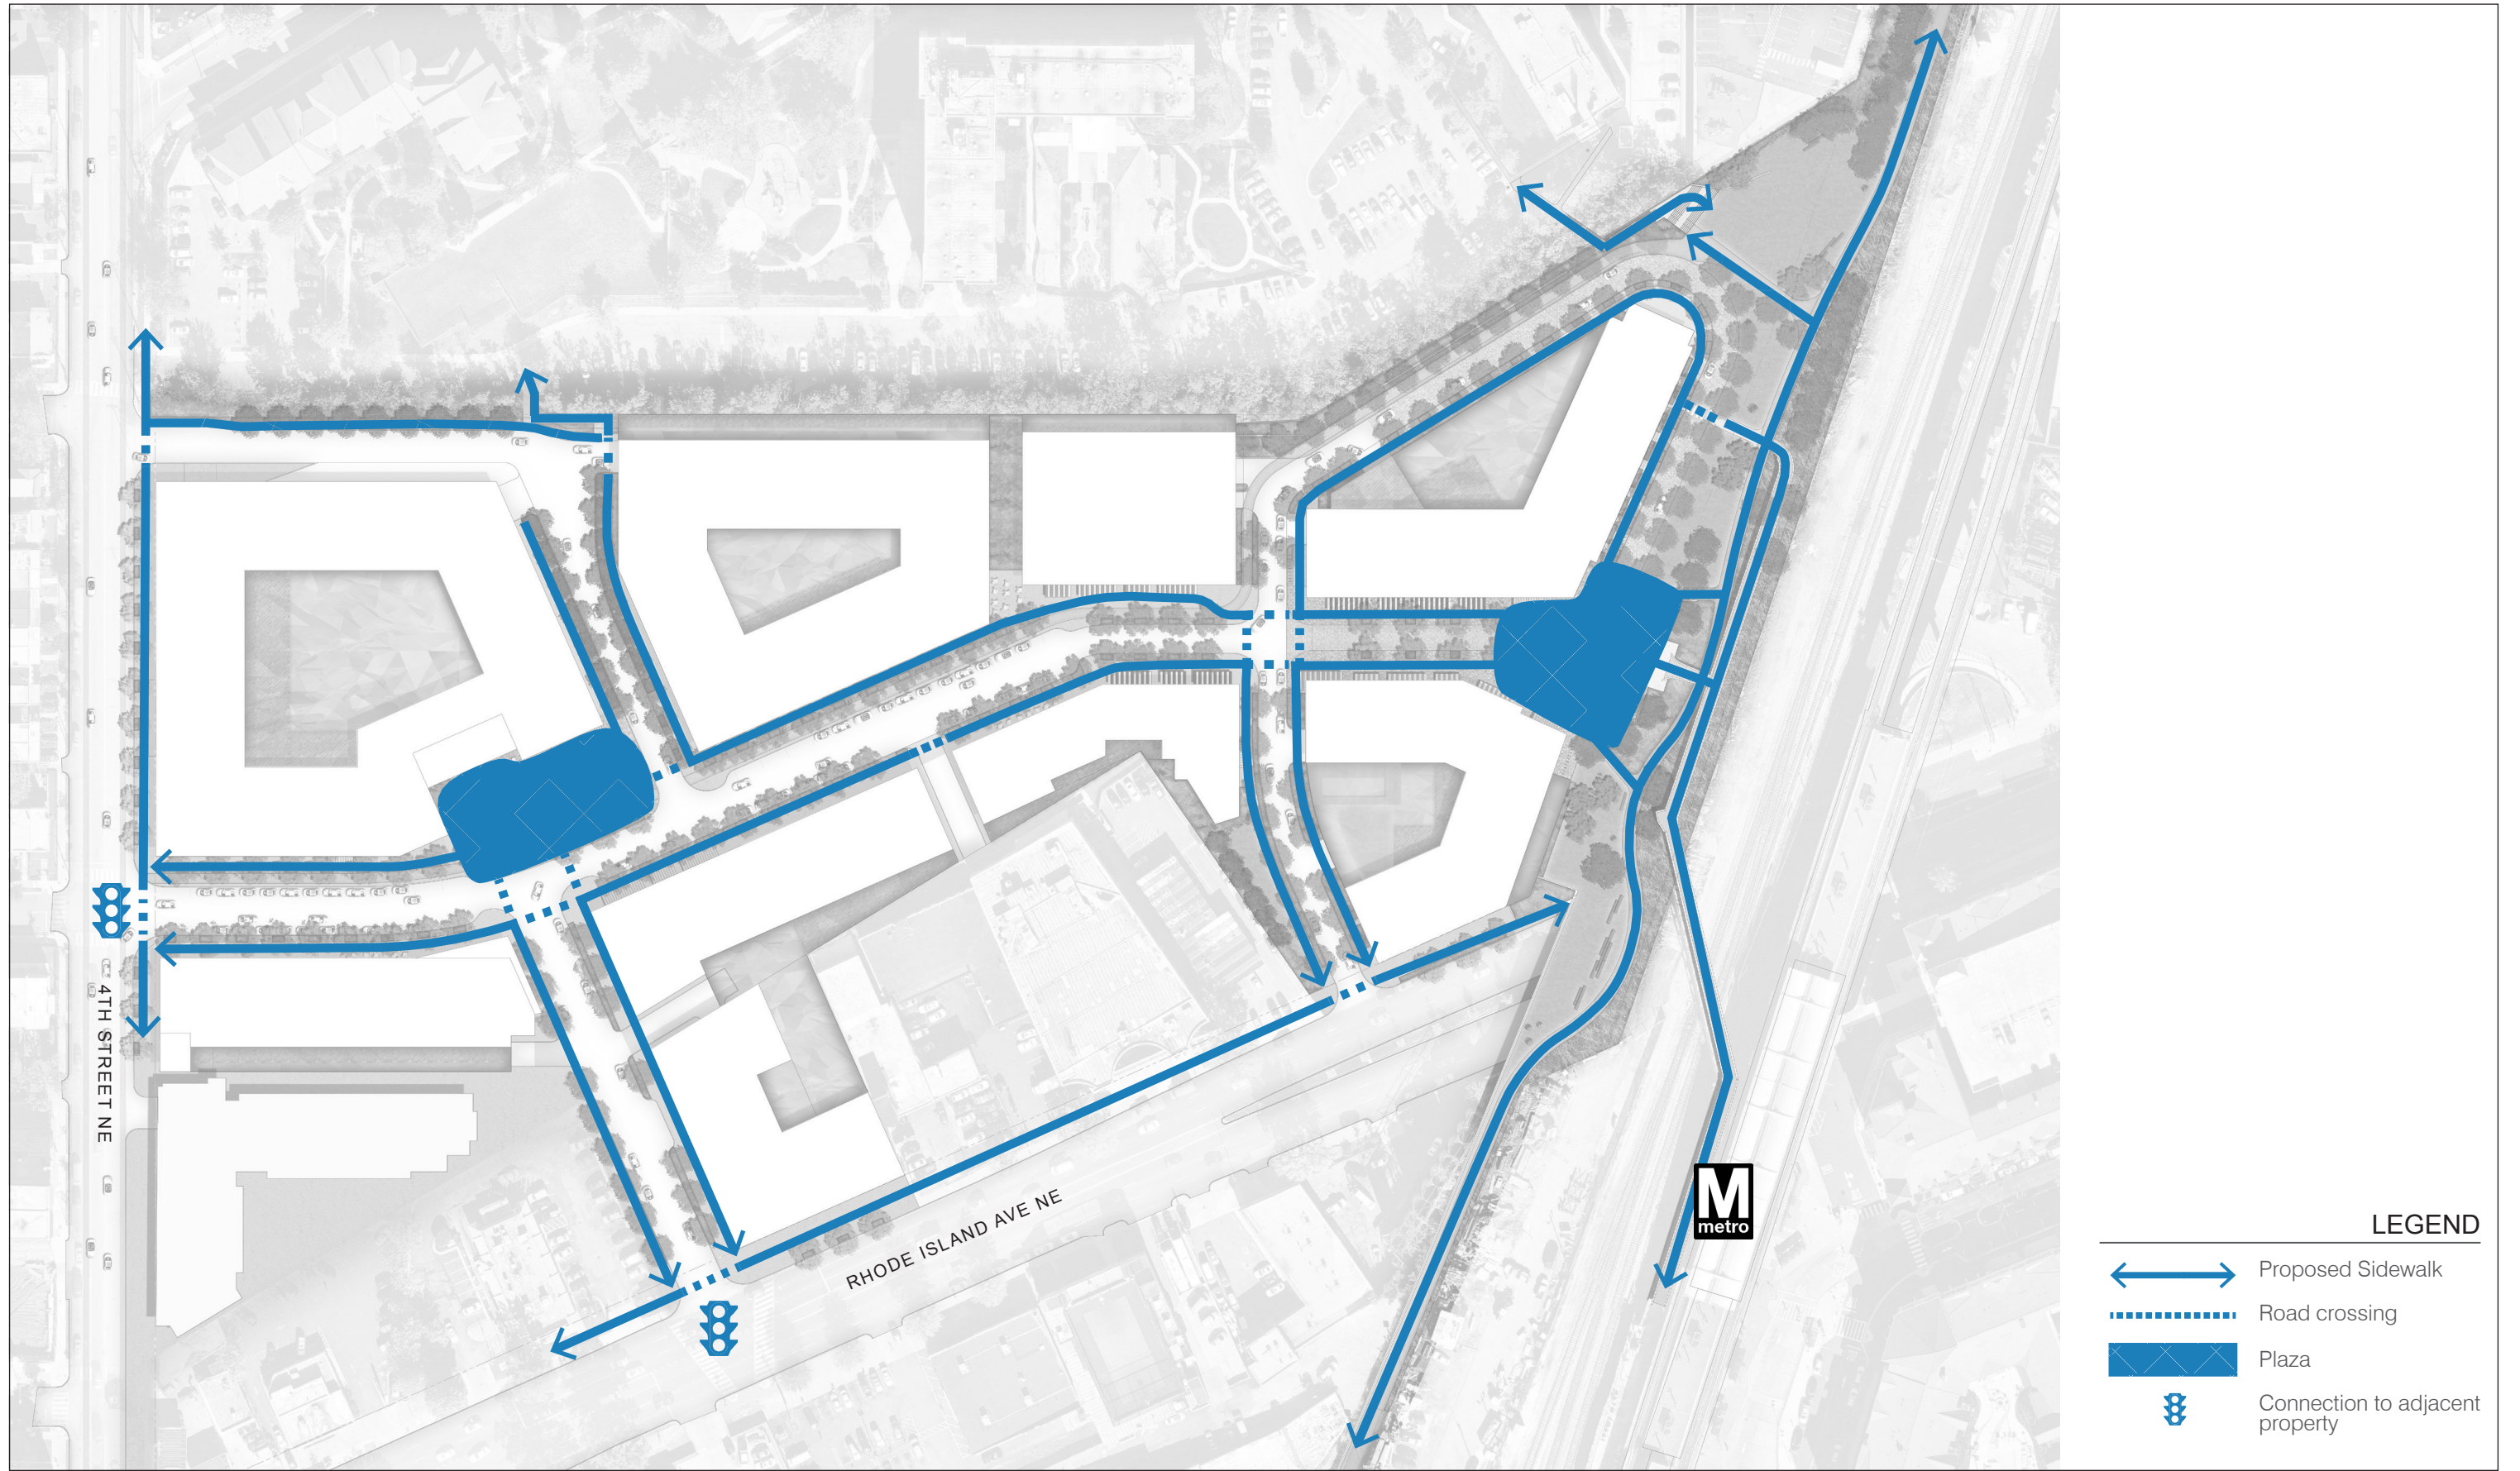 4TH STREET NE
RHODE ISLAND AVE NE
M
metro
LEGEND
Proposed Sidewalk
Road crossing
Plaza
Connection to adjacent
property